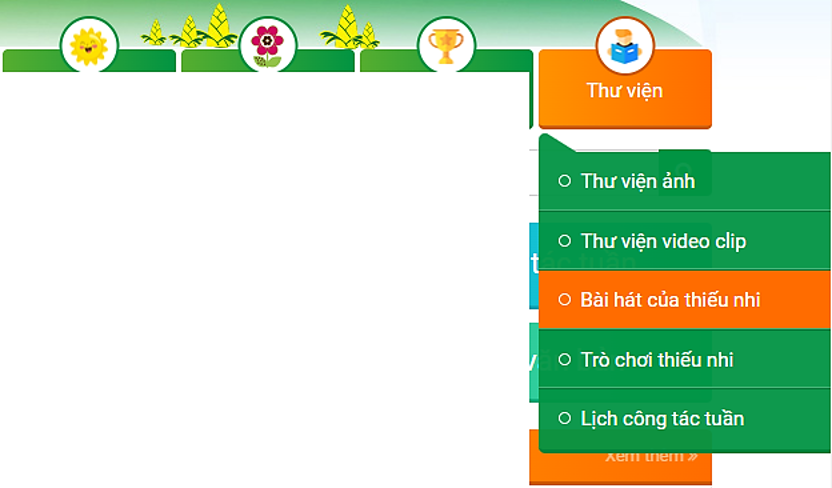 Thư viện
Thư viện ảnh
Thư viện video clip
Bài hát của thiếu nhi
Trò chơi thiếu nhi
Lịch công tác tuần
Xem thêm »